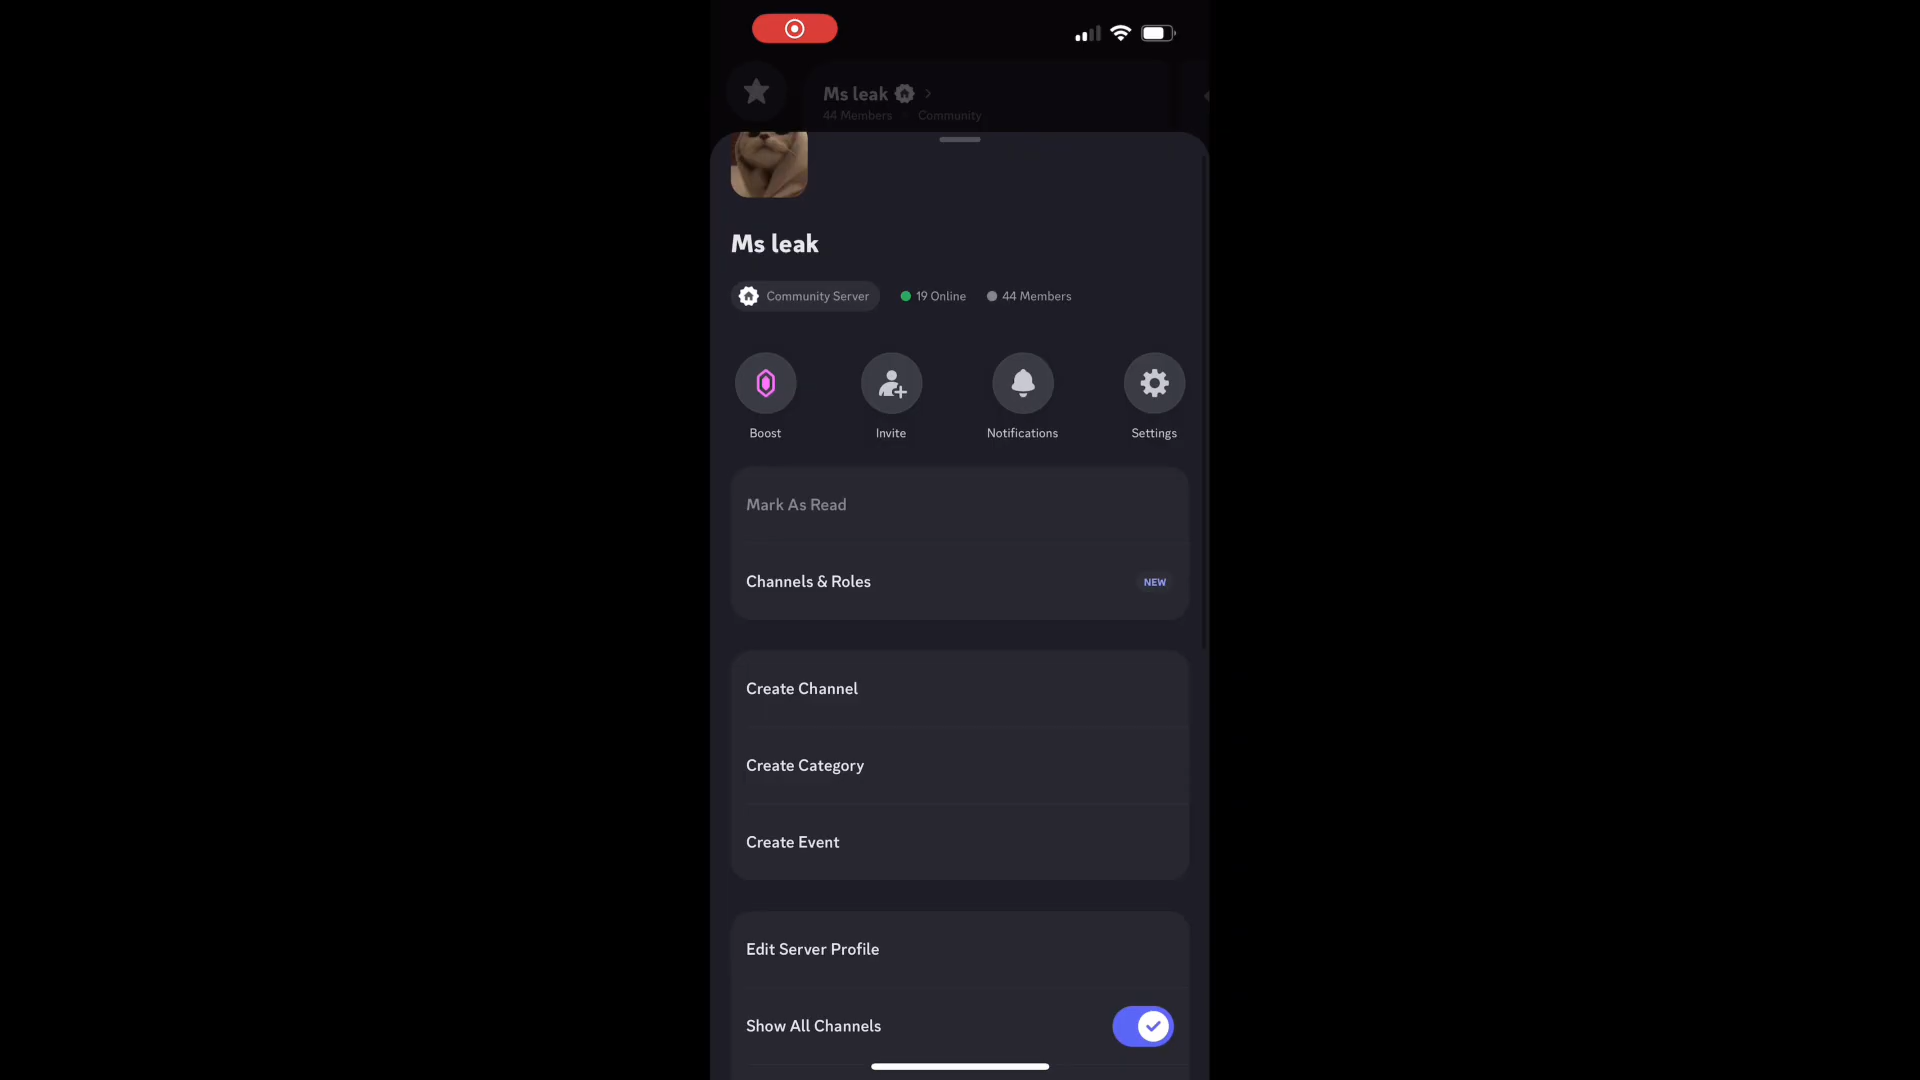 Ms leak
44 Members Community
Ms leak
Community Server 19 Online 44 Members
Boost Invite Notifications Settings
Mark As Read
Channels & Roles NEW
Create Channel
Create Category
Create Event
Edit Server Profile
Show All Channels